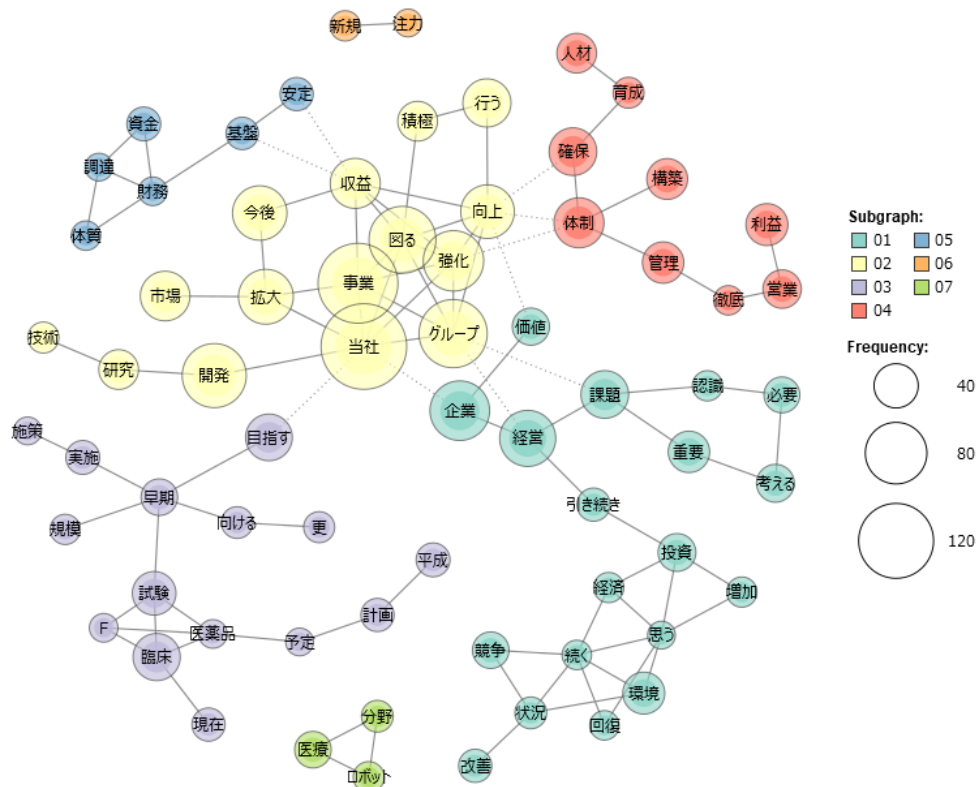 新規
注力
人材
育成
安定
資金
基盤
積極
行う
調達
財務
体質
確保
構築
収益
今後
向上
体制
利益
図る
強化
管理
営業
徹底
市場
拡大
事業
価値
技術
研究
開発
当社
グループ
企業
課題
認識
必要
経営
重要
考える
施策
実施
目指す
早期
規模
向ける
更
引き続き
投資
平成
経済
増加
試験
計画
F
医薬品
予定
臨床
競争
続く
思う
環境
状況
回復
現在
分野
医療
ロボット
改善
Subgraph:
01
05
02
06
03
07
04
Frequency:
40
80
120